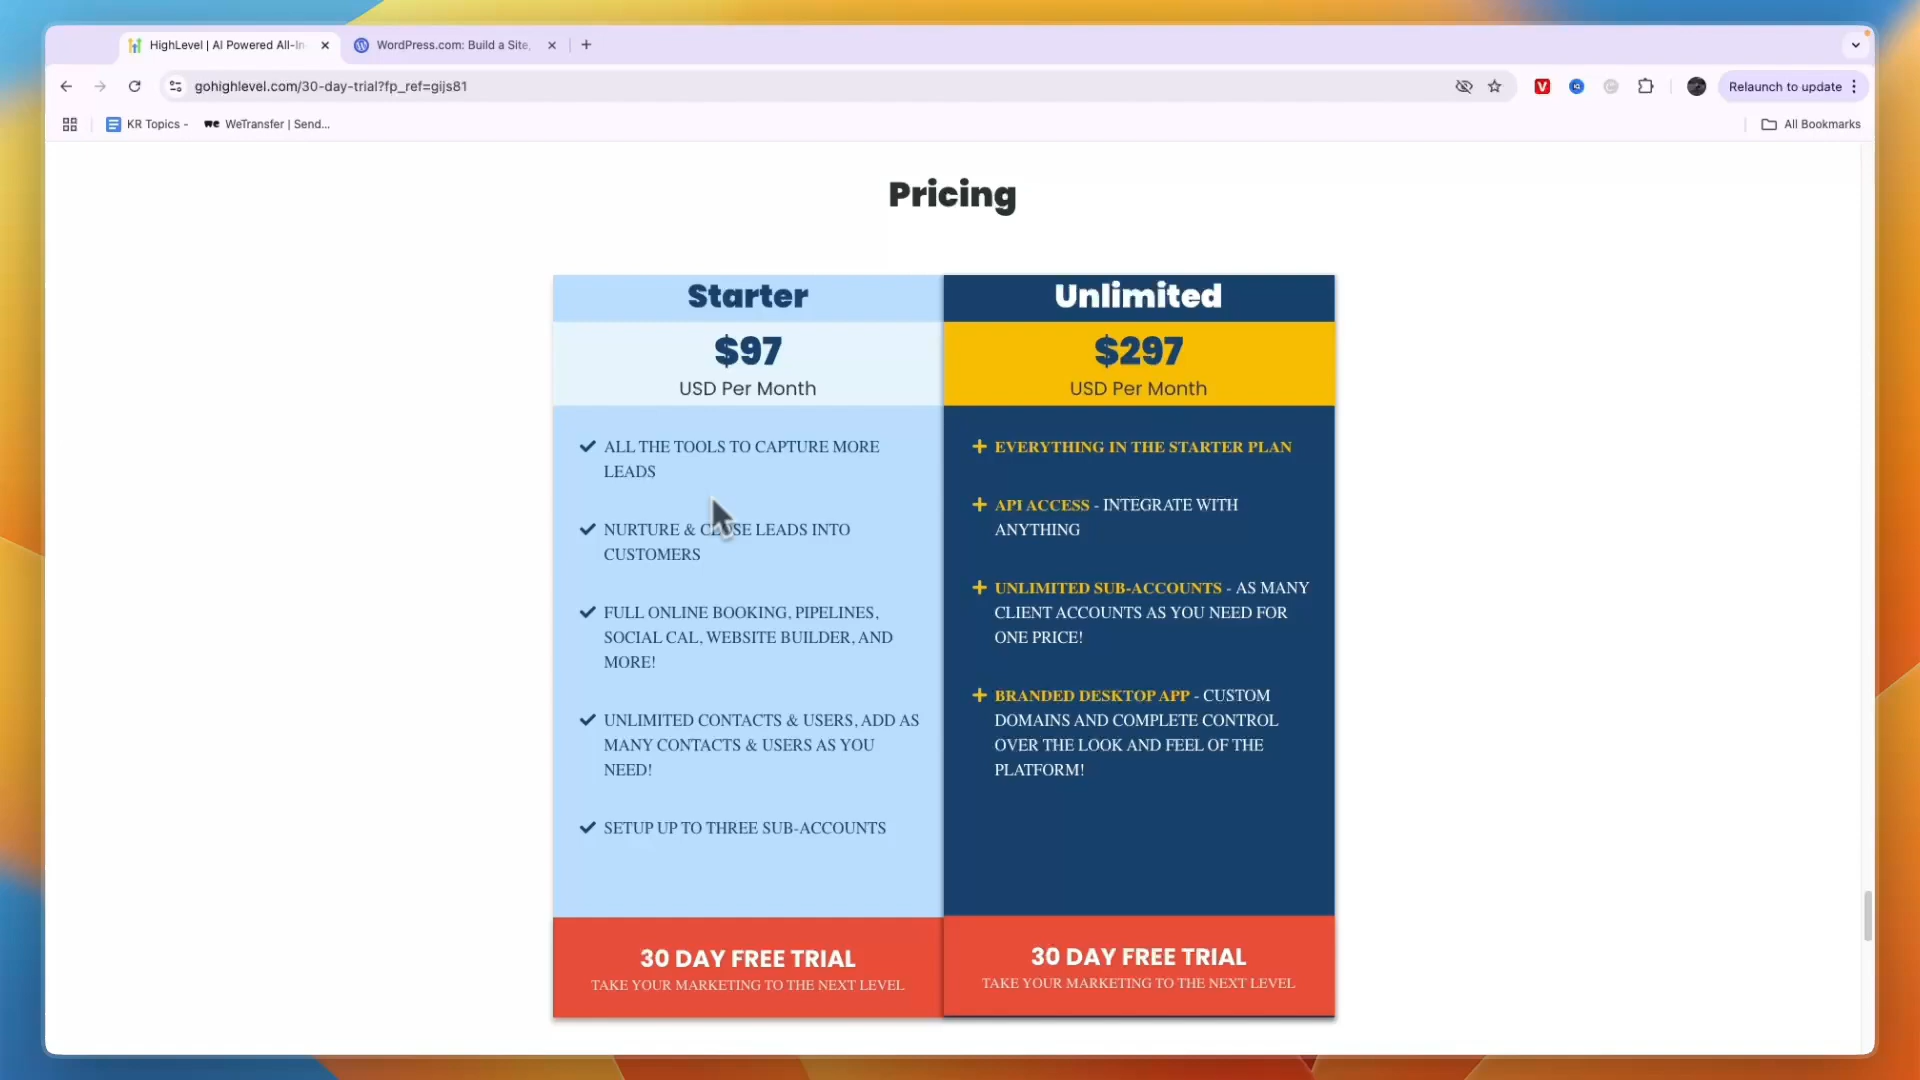 HighLevel | AI Powered All-In-
WordPress.com: Build a Site,
gohighlevel.com/30-day-trial?fp_ref=gijs81
Relaunch to update
KR Topics -
WeTransfer | Send...
All Bookmarks
Pricing
Starter
$97
USD Per Month
ALL THE TOOLS TO CAPTURE MORE
LEADS
NURTURE & CLOSE LEADS INTO
CUSTOMERS
FULL ONLINE BOOKING, PIPELINES,
SOCIAL CAL, WEBSITE BUILDER, AND
MORE!
UNLIMITED CONTACTS & USERS, ADD AS
MANY CONTACTS & USERS AS YOU
NEED!
SETUP UP TO THREE SUB-ACCOUNTS
30 DAY FREE TRIAL
TAKE YOUR MARKETING TO THE NEXT LEVEL
Unlimited
$297
USD Per Month
EVERYTHING IN THE STARTER PLAN
API ACCESS - INTEGRATE WITH
ANYTHING
UNLIMITED SUB-ACCOUNTS - AS MANY
CLIENT ACCOUNTS AS YOU NEED FOR
ONE PRICE!
BRANDED DESKTOP APP - CUSTOM
DOMAINS AND COMPLETE CONTROL
OVER THE LOOK AND FEEL OF THE
PLATFORM!
30 DAY FREE TRIAL
TAKE YOUR MARKETING TO THE NEXT LEVEL